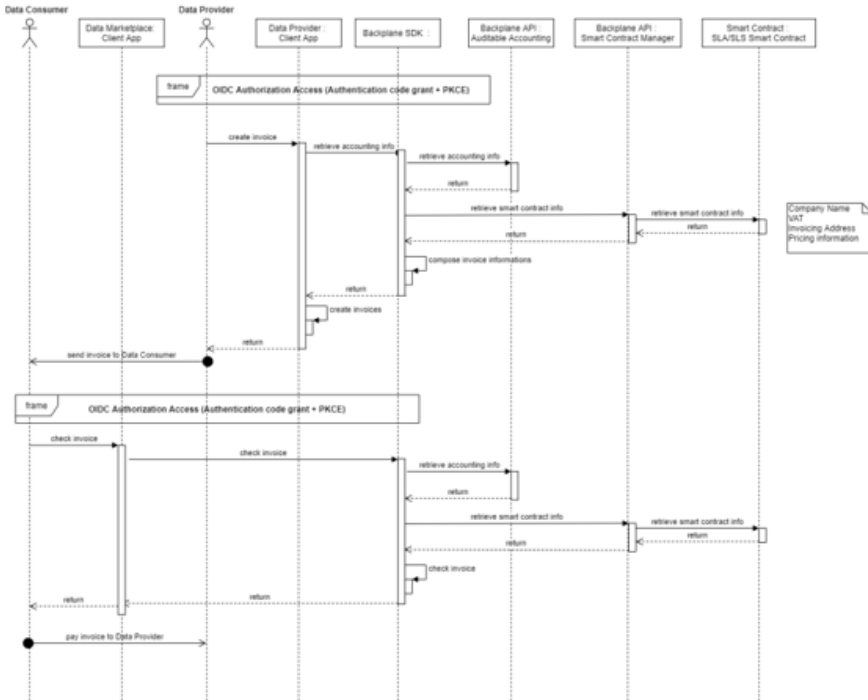 Data Consumer
Data Provider
Data Marketplace:
Client App
Data Provider :
Client App
Backplane SDK :
Backplane API :
Auditable Accounting
Backplane API :
Smart Contract Manager
Smart Contract :
SLA/SLS Smart Contract
frame
OIDC Authorization Access (Authentication code grant + PKCE)
create invoice
retrieve accounting info
retrieve accounting info
return
retrieve smart contract info
retrieve smart contract info
return
return
Company Name
VAT
Invoicing Address
Pricing information
compose invoice informations
return
create invoices
return
send invoice to Data Consumer
frame
OIDC Authorization Access (Authentication code grant + PKCE)
check invoice
check invoice
retrieve accounting info
return
retrieve smart contract info
retrieve smart contract info
return
return
check invoice
return
return
pay invoice to Data Provider